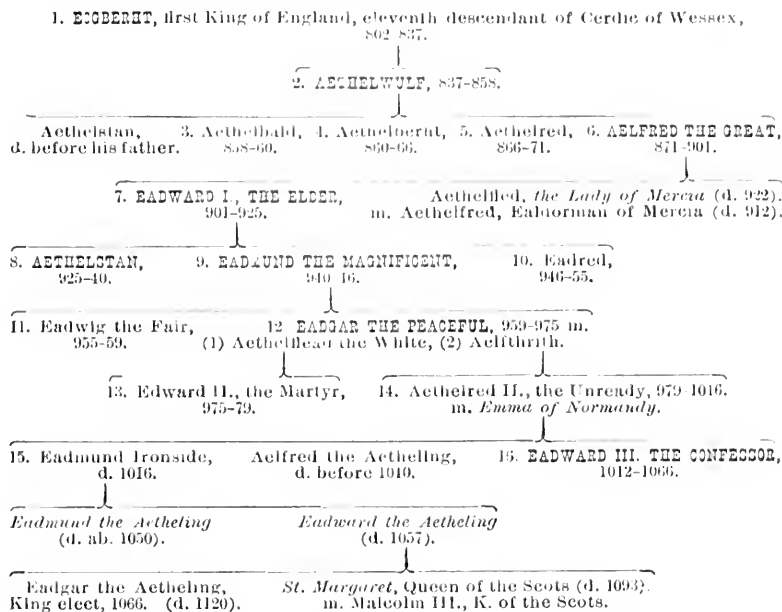 1. ECGBERHT, first King of England, eleventh descendant of Cerdic of Wessex,
802-837.
2. AETHELWULF, 837-858.
Aethelstan, 3. Aethelbald, 4. Aethelberht, 5. Aethelred, 6. AELFRED THE GREAT,
d. before his father. 858-60. 860-66. 866-71. 871-901.
7. EADWARD I., THE ELDER, Aethelfled, the Lady of Mercia (d. 922).
901-925. m. Aethelfred, Ealdorman of Mercia (d. 912).
8. AETHELSTAN, 9. EADMUND THE MAGNIFICENT, 10. Eadred,
925-40. 940-46. 946-55.
11. Eadwig the Fair, 12 EADGAR THE PEACEFUL, 959-975 m.
955-59. (1) Aethelflead the White, (2) Aelfthrith.
13. Edward II., the Martyr, 14. Aethelred II., the Unready, 979-1016.
975-79. m. Emma of Normandy.
15. Eadmund Ironside, Aelfred the Aetheling, 16. EADWARD III. THE CONFESSOR,
d. 1016. d. before 1040. 1042-1066.
Eadmund the Aetheling Eadward the Aetheling
(d. ab. 1050). (d. 1057).
Eadgar the Aetheling, St. Margaret, Queen of the Scots (d. 1093).
King elect, 1066. (d. 1120). m. Malcolm III., K. of the Scots.